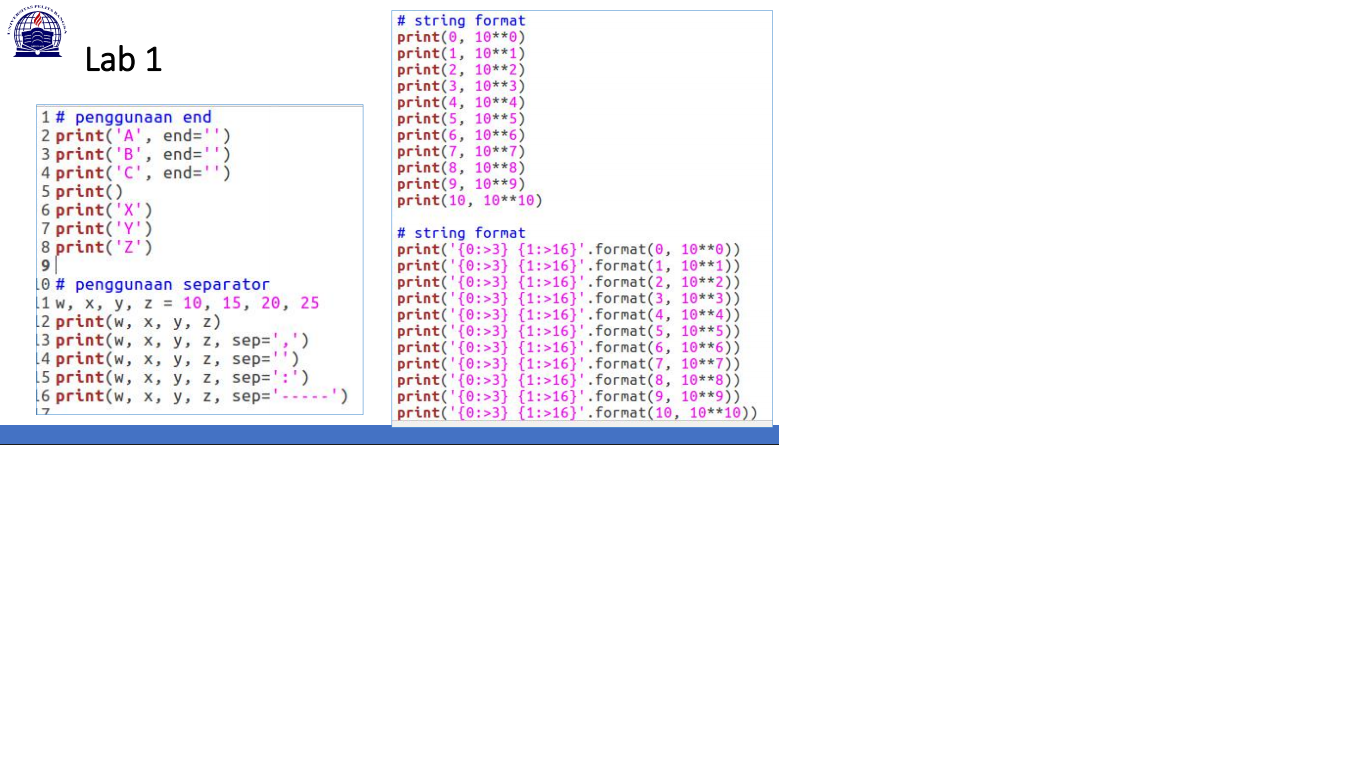 UNIVERSITAS PELITA BANGSA
Lab 1
1 # penggunaan end
2 print('A', end='')
3 print('B', end='')
4 print('C', end='')
5 print()
6 print('X')
7 print('Y')
8 print('Z')
9
10 # penggunaan separator
11 w, x, y, z = 10, 15, 20, 25
12 print(w, x, y, z)
13 print(w, x, y, z, sep=',')
14 print(w, x, y, z, sep='')
15 print(w, x, y, z, sep=':')
16 print(w, x, y, z, sep='-----')
17
# string format
print(0, 10**0)
print(1, 10**1)
print(2, 10**2)
print(3, 10**3)
print(4, 10**4)
print(5, 10**5)
print(6, 10**6)
print(7, 10**7)
print(8, 10**8)
print(9, 10**9)
print(10, 10**10)
# string format
print('{0:>3} {1:>16}'.format(0, 10**0))
print('{0:>3} {1:>16}'.format(1, 10**1))
print('{0:>3} {1:>16}'.format(2, 10**2))
print('{0:>3} {1:>16}'.format(3, 10**3))
print('{0:>3} {1:>16}'.format(4, 10**4))
print('{0:>3} {1:>16}'.format(5, 10**5))
print('{0:>3} {1:>16}'.format(6, 10**6))
print('{0:>3} {1:>16}'.format(7, 10**7))
print('{0:>3} {1:>16}'.format(8, 10**8))
print('{0:>3} {1:>16}'.format(9, 10**9))
print('{0:>3} {1:>16}'.format(10, 10**10))